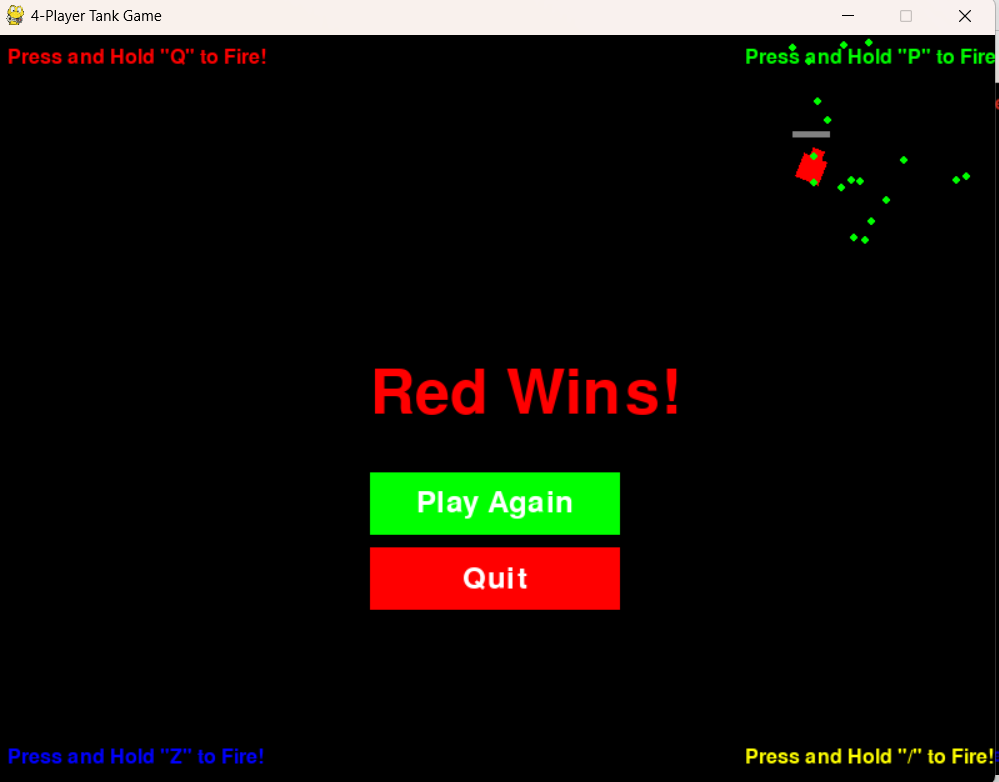 4-Player Tank Game
Press and Hold "Q" to Fire!
Press and Hold "P" to Fire
Red Wins!
Play Again
Quit
Press and Hold "Z" to Fire!
Press and Hold "/" to Fire!